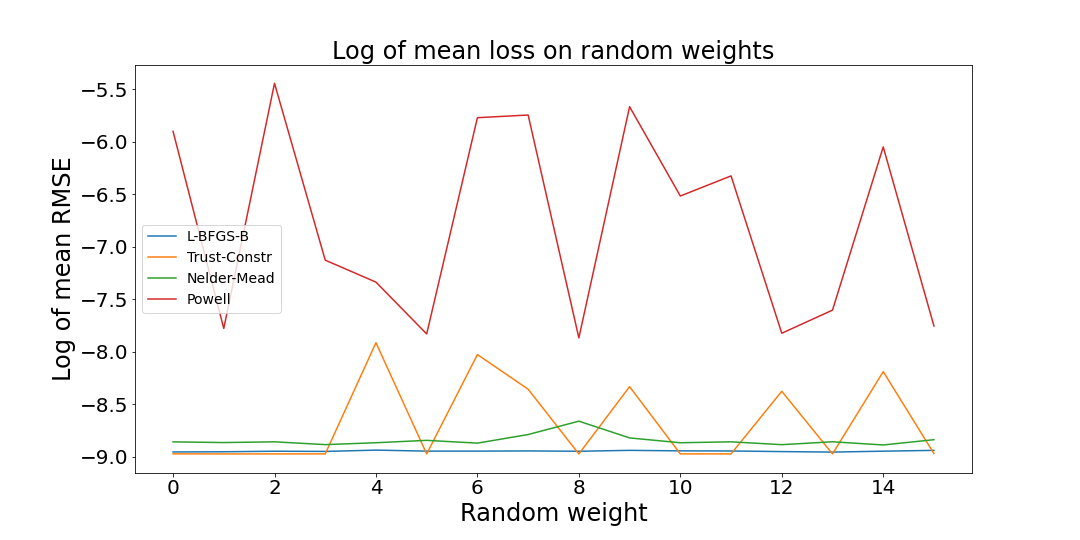 Log of mean loss on random weights
Log of mean RMSE
−5.5
−6.0
−6.5
−7.0
−7.5
−8.0
−8.5
−9.0
L-BFGS-B
Trust-Constr
Nelder-Mead
Powell
0 2 4 6 8 10 12 14
Random weight